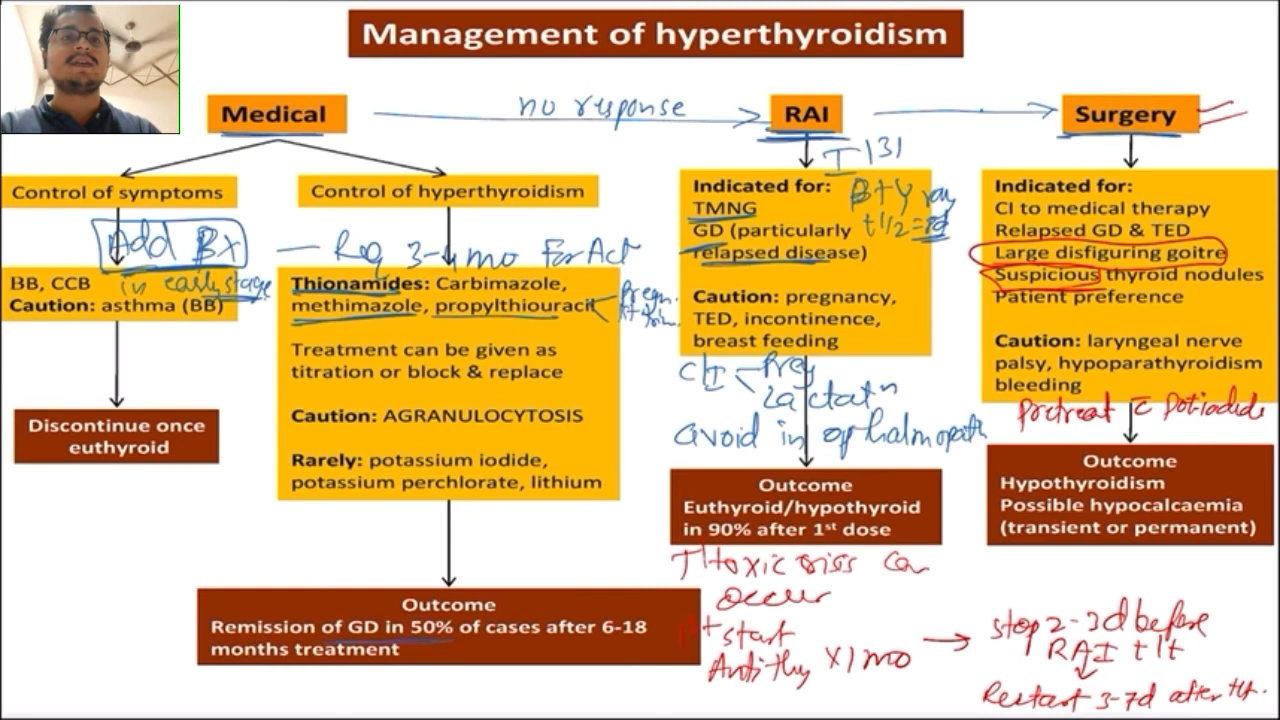 Management of hyperthyroidism
Medical
no response
RAI
Surgery
I 131
Control of symptoms
Control of hyperthyroidism
Add
in early stage
Req 3-4 mo For Act
BB, CCB
Caution: asthma (BB)
Discontinue once
euthyroid
Thionamides: Carbimazole,
methimazole, propylthiouracil
Treatment can be given as
titration or block & replace
Caution: AGRANULOCYTOSIS
Rarely: potassium iodide,
potassium perchlorate, lithium
Outcome
Remission of GD in 50% of cases after 6-18
months treatment
Indicated for:
TMNG
GD (particularly
relapsed disease)
β + γ ray
t 1/2 = 8d
Caution: pregnancy,
TED, incontinence,
breast feeding
C/I Preg
Lactatn
avoid in opthalmopath
Outcome
Euthyroid/hypothyroid
in 90% after 1st dose
occur
start
x 1 mo
stop 2-3d before
RAI
Restart 3-7d after
Indicated for:
CI to medical therapy
Relapsed GD & TED
Large disfiguring goitre
Suspicious thyroid nodules
Patient preference
Caution: laryngeal nerve
palsy, hypoparathyroidism
bleeding
Pretreat c̄ Pot iodide
Outcome
Hypothyroidism
Possible hypocalcaemia
(transient or permanent)